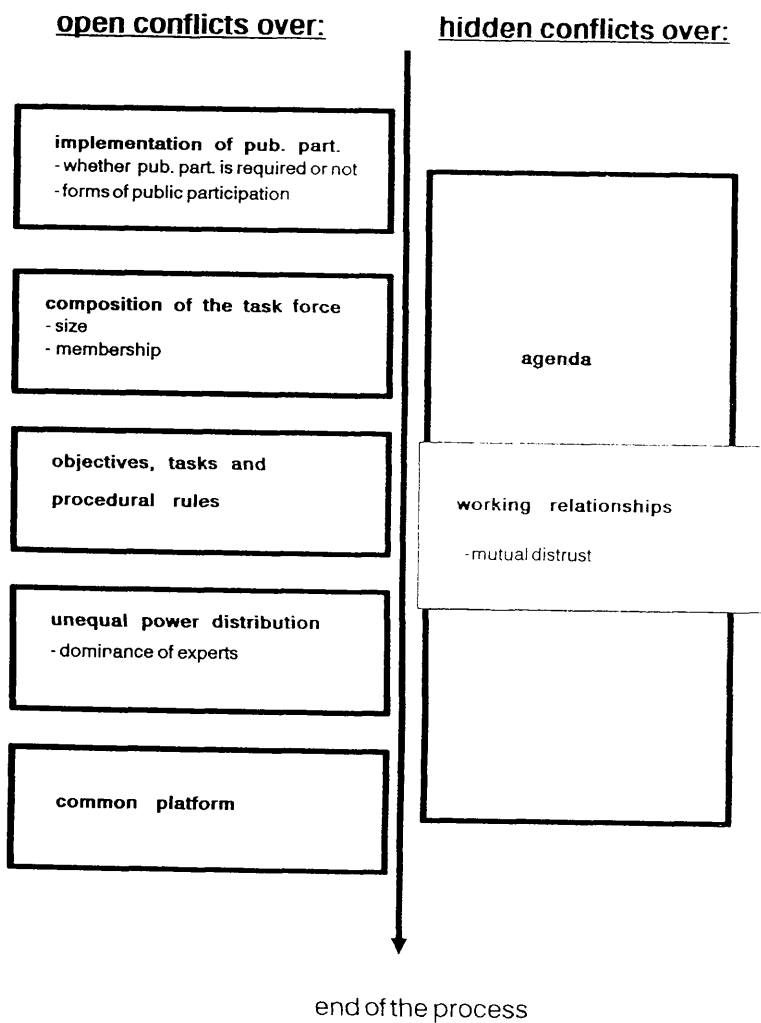 open conflicts over:
hidden conflicts over:
implementation of pub. part.
- whether pub. part. is required or not
- forms of public participation
composition of the task force
- size
- membership
objectives, tasks and
procedural rules
unequal power distribution
- dominance of experts
common platform
agenda
working relationships
- mutual distrust
end of the process